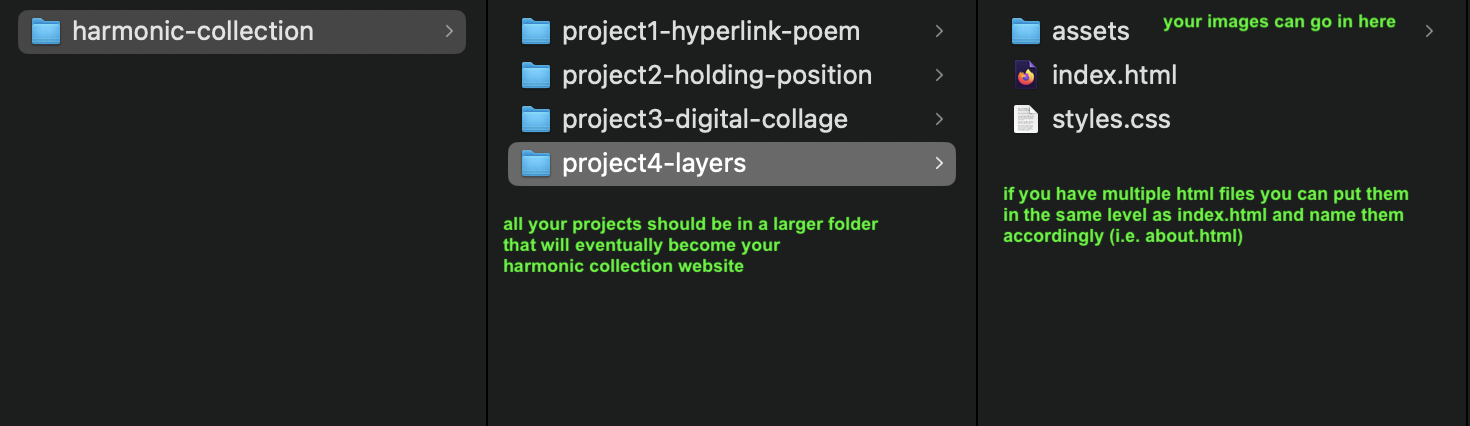 harmonic-collection
project1-hyperlink-poem
project2-holding-position
project3-digital-collage
project4-layers
all your projects should be in a larger folder
that will eventually become your
harmonic collection website
assets
your images can go in here
index.html
styles.css
if you have multiple html files you can put them
in the same level as index.html and name them
accordingly (i.e. about.html)